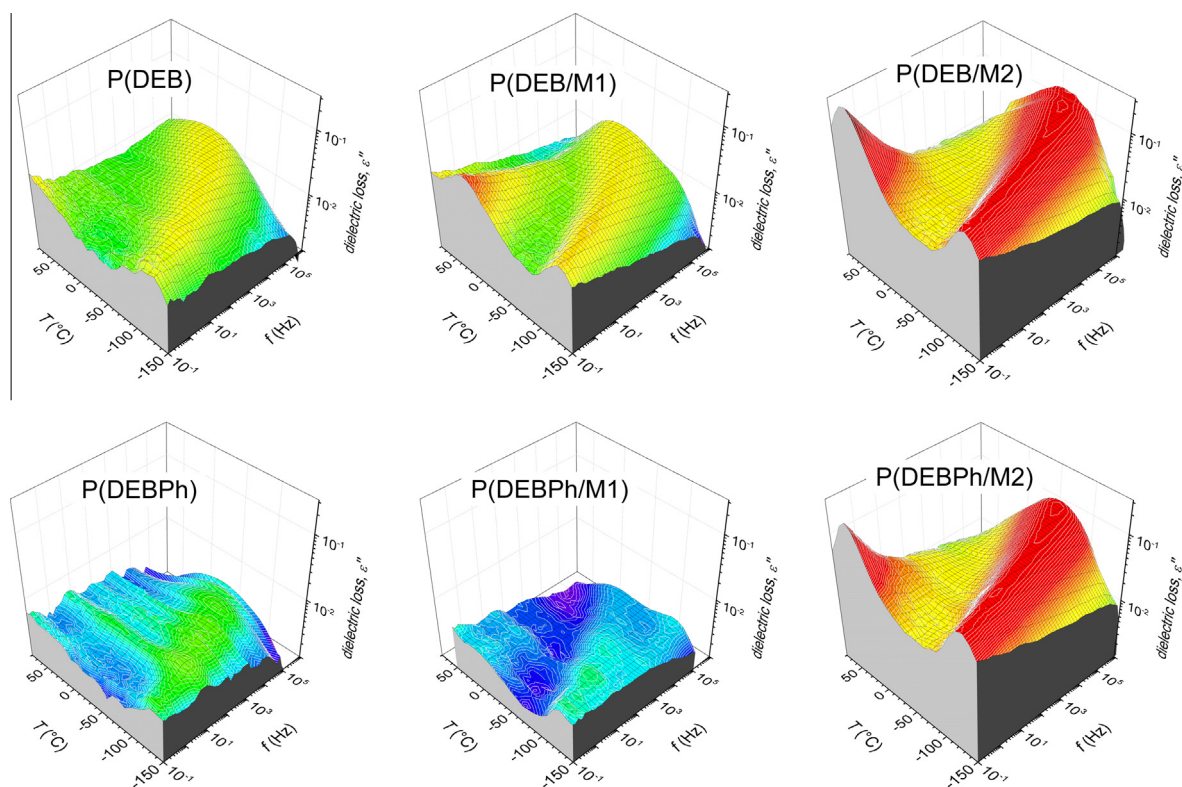 P(DEB)
10⁻¹
10⁻²
dielectric loss, ε"
50
0
-50
-100
-150
T (°C)
10⁻¹
10¹
10³
10⁵
f (Hz)
P(DEB/M1)
10⁻¹
10⁻²
dielectric loss, ε"
50
0
-50
-100
-150
T (°C)
10⁻¹
10¹
10³
10⁵
f (Hz)
P(DEB/M2)
10⁻¹
10⁻²
dielectric loss, ε"
50
0
-50
-100
-150
T (°C)
10⁻¹
10¹
10³
10⁵
f (Hz)
P(DEBPh)
10⁻¹
10⁻²
dielectric loss, ε"
50
0
-50
-100
-150
T (°C)
10⁻¹
10¹
10³
10⁵
f (Hz)
P(DEBPh/M1)
10⁻¹
10⁻²
dielectric loss, ε"
50
0
-50
-100
-150
T (°C)
10⁻¹
10¹
10³
10⁵
f (Hz)
P(DEBPh/M2)
10⁻¹
10⁻²
dielectric loss, ε"
50
0
-50
-100
-150
T (°C)
10⁻¹
10¹
10³
10⁵
f (Hz)